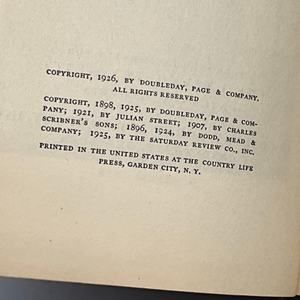 COPYRIGHT, 1926, BY DOUBLEDAY, PAGE & COMPANY.
ALL RIGHTS RESERVED
COPYRIGHT, 1898, 1925, BY DOUBLEDAY, PAGE & COM-
PANY; 1921, BY JULIAN STREET; 1907, BY CHARLES
SCRIBNER'S SONS; 1896, 1924, BY DODD, MEAD &
COMPANY; 1925, BY THE SATURDAY REVIEW CO., INC.
PRINTED IN THE UNITED STATES AT THE COUNTRY LIFE
PRESS, GARDEN CITY, N. Y.